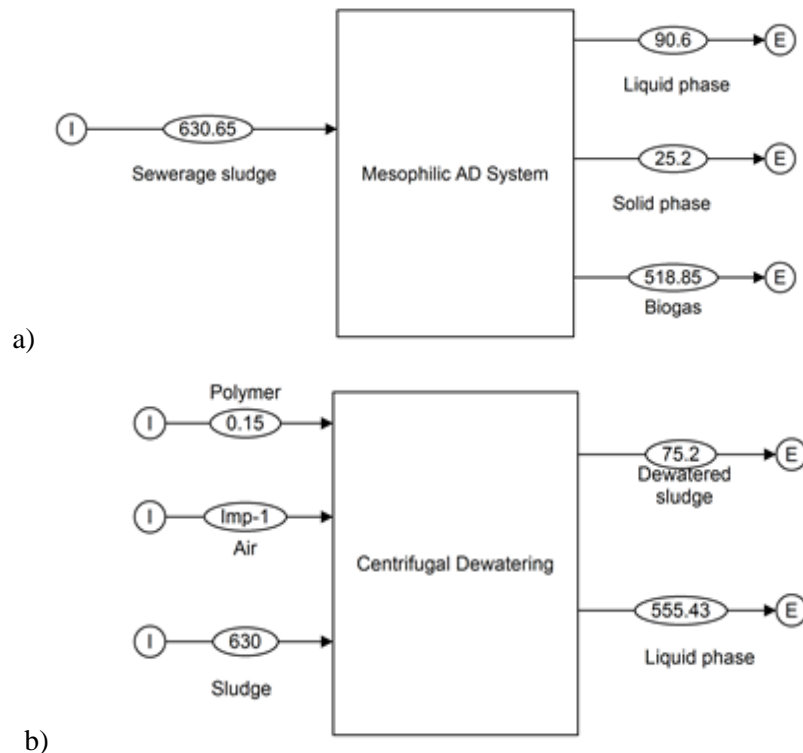 90.6
E
Liquid phase
I
630.65
Sewerage sludge
Mesophilic AD System
25.2
E
Solid phase
518.85
E
Biogas
a)
Polymer
I
0.15
I
Imp-1
Air
Centrifugal Dewatering
75.2
E
Dewatered
sludge
I
630
Sludge
555.43
E
Liquid phase
b)